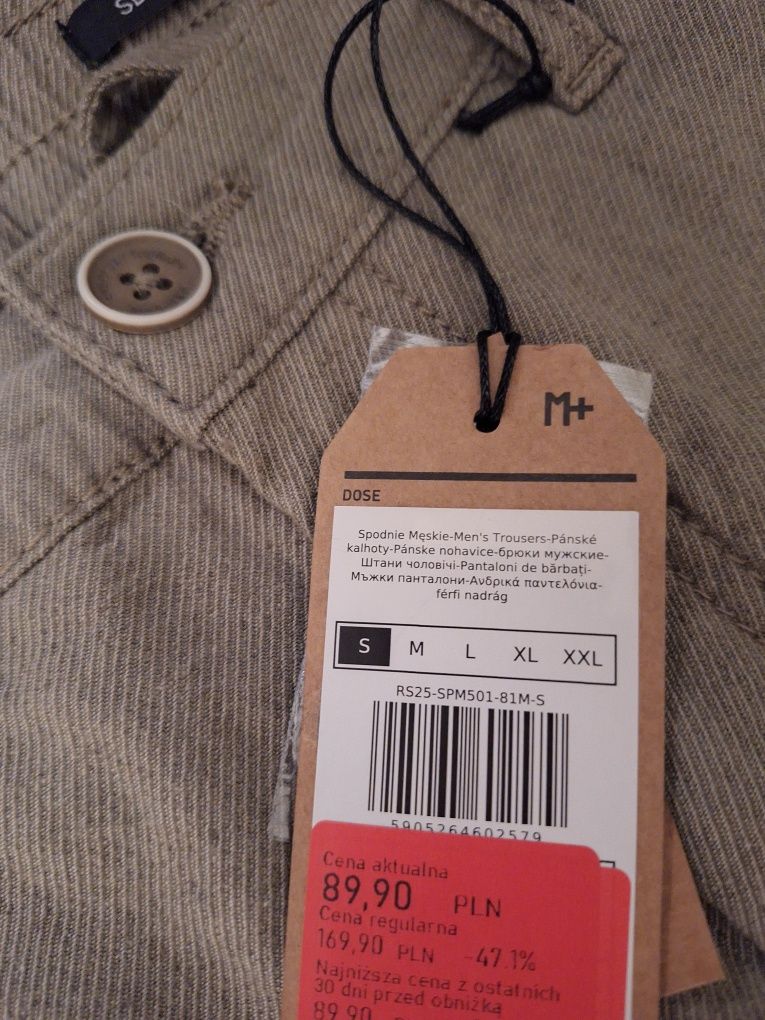 M+
DOSE
Spodnie Męskie-Men's Trousers-Pánské
kalhoty-Pánske nohavice-брюки мужские-
Штани чоловічі-Pantaloni de bărbați-
Мъжки панталони-Ανδρικά παντελόνια-
férfi nadrág
S M L XL XXL
RS25-SPM501-81M-S
5905264602579
Cena aktualna
89,90 PLN
Cena regularna
169,90 PLN -47.1%
Najniższa cena z ostatnich
30 dni przed obniżką
89,90